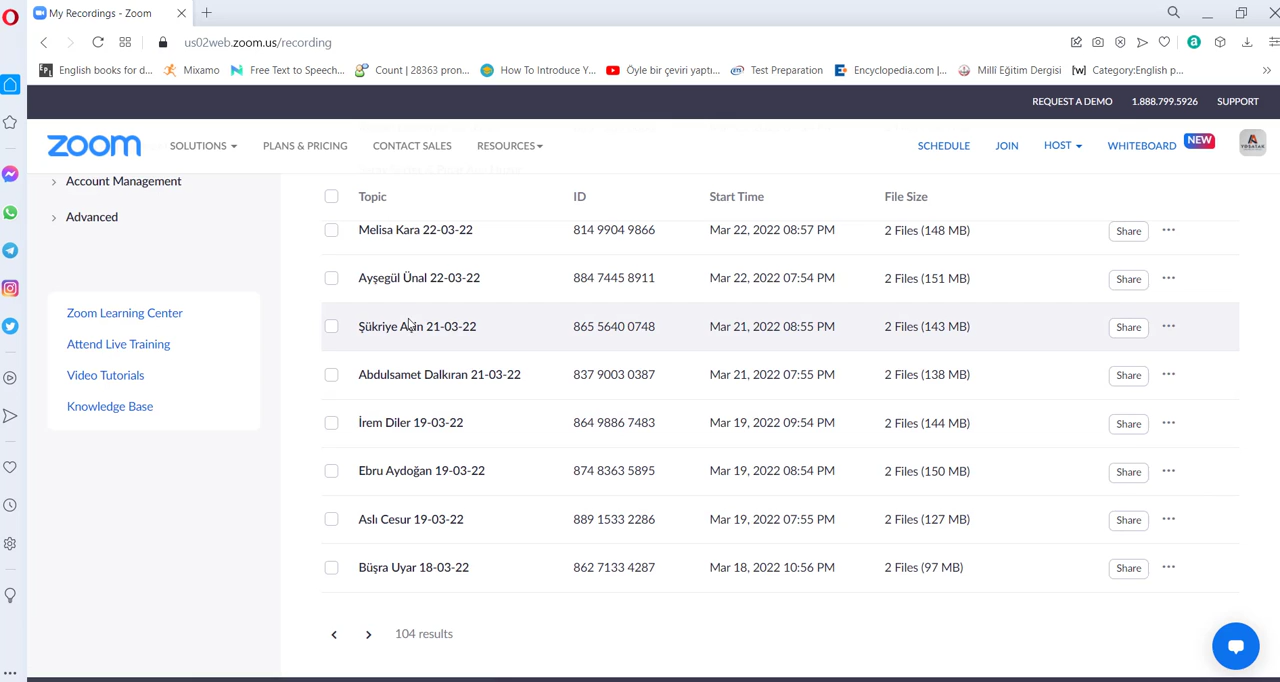 My Recordings - Zoom
us02web.zoom.us/recording
English books for d...
Mixamo
Free Text to Speech...
Count | 28363 pron...
How To Introduce Y...
Öyle bir çeviri yaptı...
Test Preparation
Encyclopedia.com |...
Millî Eğitim Dergisi
[w] Category:English p...
REQUEST A DEMO 1.888.799.5926 SUPPORT
zoom SOLUTIONS PLANS & PRICING CONTACT SALES RESOURCES SCHEDULE JOIN HOST WHITEBOARD NEW
Account Management
Advanced
Zoom Learning Center
Attend Live Training
Video Tutorials
Knowledge Base
Topic ID Start Time File Size
Melisa Kara 22-03-22 814 9904 9866 Mar 22, 2022 08:57 PM 2 Files (148 MB) Share
Ayşegül Ünal 22-03-22 884 7445 8911 Mar 22, 2022 07:54 PM 2 Files (151 MB) Share
Şükriye 21-03-22 865 5640 0748 Mar 21, 2022 08:55 PM 2 Files (143 MB) Share
Abdulsamet Dalkıran 21-03-22 837 9003 0387 Mar 21, 2022 07:55 PM 2 Files (138 MB) Share
İrem Diler 19-03-22 864 9886 7483 Mar 19, 2022 09:54 PM 2 Files (144 MB) Share
Ebru Aydoğan 19-03-22 874 8363 5895 Mar 19, 2022 08:54 PM 2 Files (150 MB) Share
Aslı Cesur 19-03-22 889 1533 2286 Mar 19, 2022 07:55 PM 2 Files (127 MB) Share
Büşra Uyar 18-03-22 862 7133 4287 Mar 18, 2022 10:56 PM 2 Files (97 MB) Share
104 results